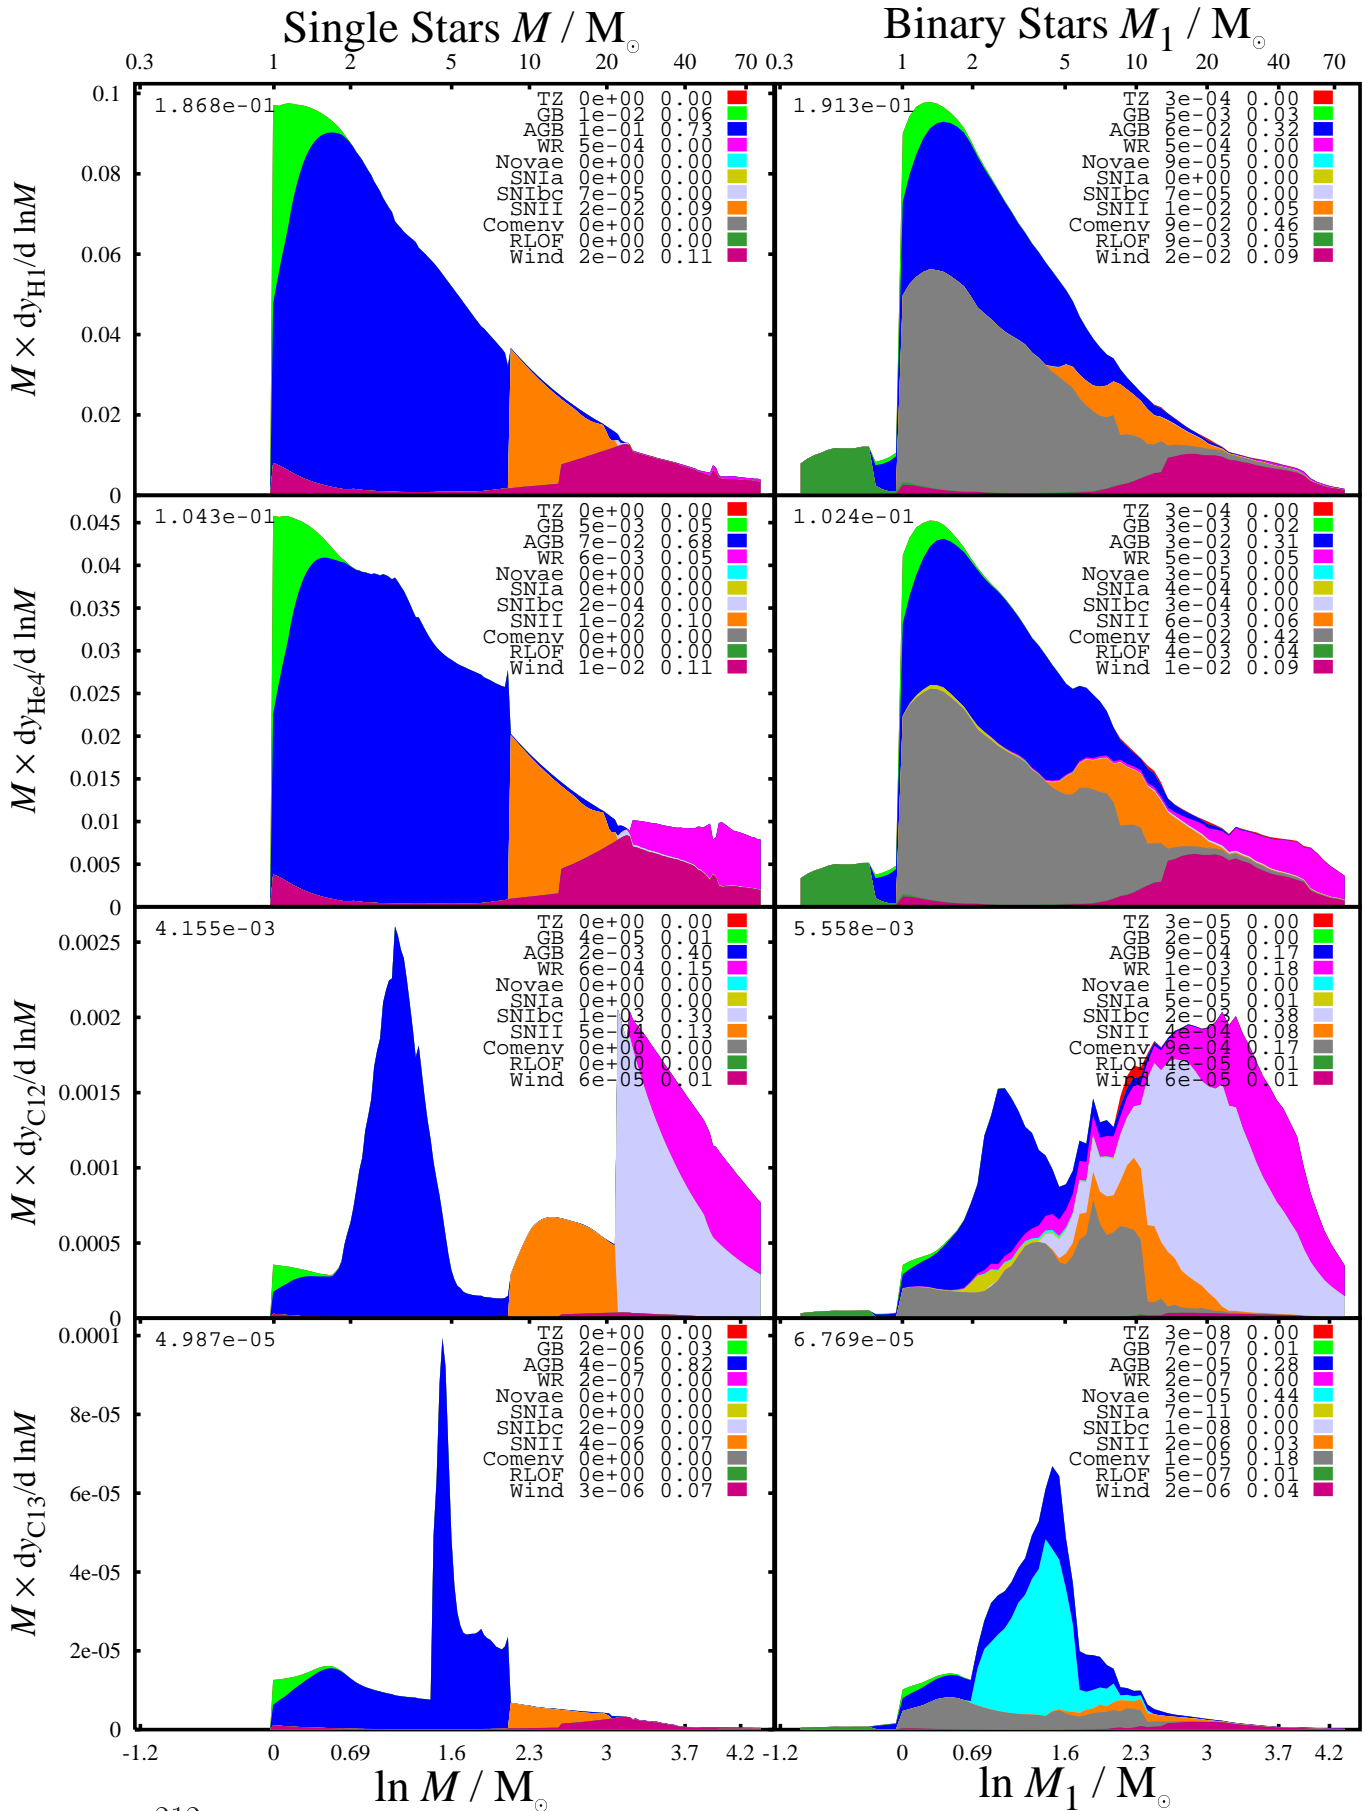 Single Stars M / M☉ Binary Stars M1 / M☉
0.3 1 2 5 10 20 40 70 0.3 1 2 5 10 20 40 70
M × dyH1/d lnM
0.1
0.08
0.06
0.04
0.02
0
1.868e-01
TZ 0e+00 0.00
GB 1e-02 0.06
AGB 1e-01 0.73
WR 5e-04 0.00
Novae 0e+00 0.00
SNIa 0e+00 0.00
SNIbc 7e-05 0.00
SNII 2e-02 0.09
Comenv 0e+00 0.00
RLOF 0e+00 0.00
Wind 2e-02 0.11
1.913e-01
TZ 3e-04 0.00
GB 5e-03 0.03
AGB 6e-02 0.32
WR 5e-04 0.00
Novae 9e-05 0.00
SNIa 0e+00 0.00
SNIbc 7e-05 0.00
SNII 1e-02 0.05
Comenv 9e-02 0.46
RLOF 9e-03 0.05
Wind 2e-02 0.09
M × dyHe4/d lnM
0.045
0.04
0.035
0.03
0.025
0.02
0.015
0.01
0.005
0
1.043e-01
TZ 0e+00 0.00
GB 5e-03 0.05
AGB 7e-02 0.68
WR 6e-03 0.05
Novae 0e+00 0.00
SNIa 0e+00 0.00
SNIbc 2e-04 0.00
SNII 1e-02 0.10
Comenv 0e+00 0.00
RLOF 0e+00 0.00
Wind 1e-02 0.11
1.024e-01
TZ 3e-04 0.00
GB 3e-03 0.02
AGB 3e-02 0.31
WR 5e-03 0.05
Novae 3e-05 0.00
SNIa 4e-04 0.00
SNIbc 3e-04 0.00
SNII 6e-03 0.06
Comenv 4e-02 0.42
RLOF 4e-03 0.04
Wind 1e-02 0.09
M × dyC12/d lnM
0.0025
0.002
0.0015
0.001
0.0005
0
4.155e-03
TZ 0e+00 0.00
GB 4e-05 0.01
AGB 2e-03 0.40
WR 6e-04 0.15
Novae 0e+00 0.00
SNIa 0e+00 0.00
SNIbc 1e-03 0.30
SNII 5e-04 0.13
Comenv 0e+00 0.00
RLOF 0e+00 0.00
Wind 6e-05 0.01
5.558e-03
TZ 3e-05 0.00
GB 2e-05 0.00
AGB 9e-04 0.17
WR 1e-03 0.18
Novae 1e-05 0.00
SNIa 5e-05 0.01
SNIbc 2e-03 0.38
SNII 4e-04 0.08
Comenv 9e-04 0.17
RLOF 4e-05 0.01
Wind 6e-05 0.01
M × dyC13/d lnM
0.0001
8e-05
6e-05
4e-05
2e-05
0
4.987e-05
TZ 0e+00 0.00
GB 2e-06 0.03
AGB 4e-05 0.82
WR 2e-07 0.00
Novae 0e+00 0.00
SNIa 0e+00 0.00
SNIbc 2e-09 0.00
SNII 4e-06 0.07
Comenv 0e+00 0.00
RLOF 0e+00 0.00
Wind 3e-06 0.07
6.769e-05
TZ 3e-08 0.00
GB 7e-07 0.01
AGB 2e-05 0.28
WR 2e-07 0.00
Novae 3e-05 0.44
SNIa 7e-11 0.00
SNIbc 1e-08 0.00
SNII 2e-06 0.03
Comenv 1e-05 0.18
RLOF 5e-07 0.01
Wind 2e-06 0.04
-1.2 0 0.69 1.6 2.3 3 3.7 4.2 -1.2 0 0.69 1.6 2.3 3 3.7 4.2
ln M / M☉ ln M1 / M☉